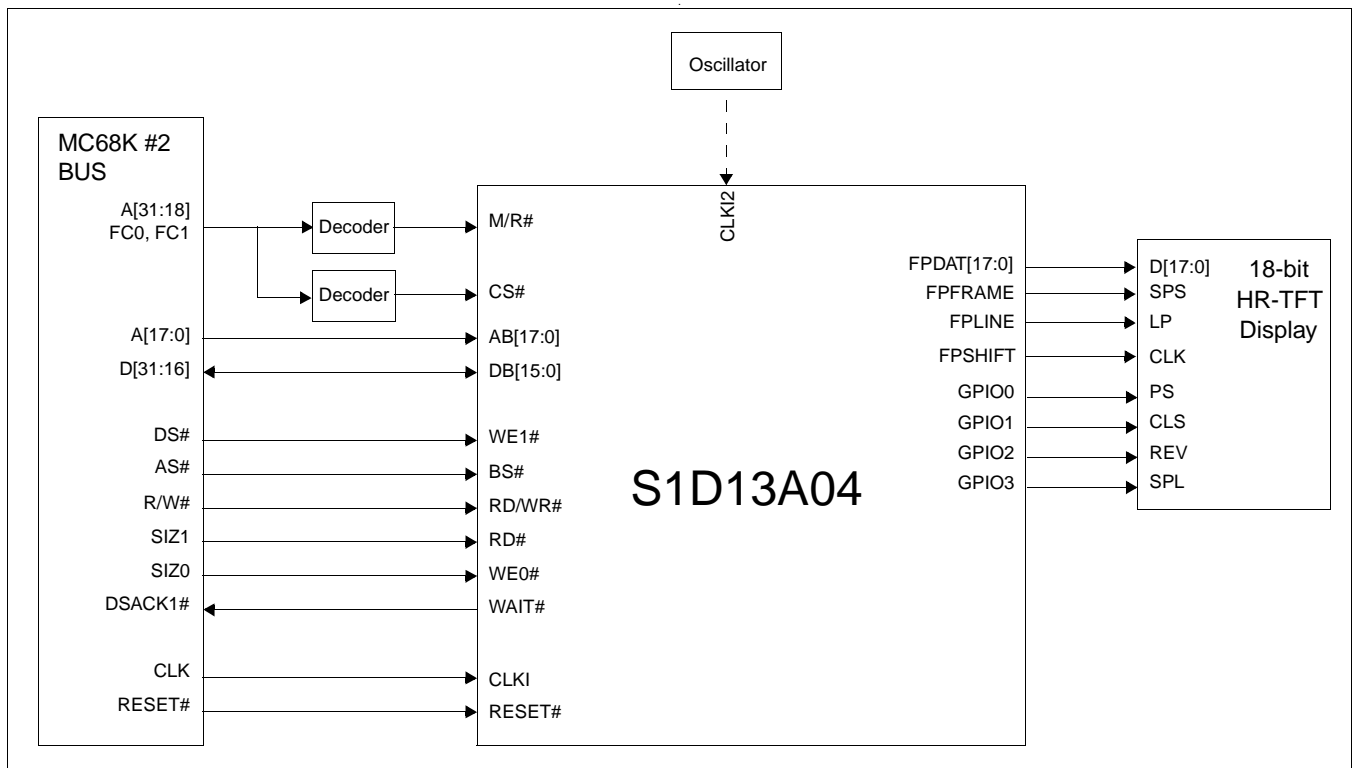 Oscillator
MC68K #2
BUS
A[31:18]
FC0, FC1
Decoder
M/R#
CLKI2
Decoder
CS#
A[17:0]
AB[17:0]
D[31:16]
DB[15:0]
DS#
WE1#
AS#
BS#
R/W#
RD/WR#
SIZ1
RD#
SIZ0
WE0#
DSACK1#
WAIT#
CLK
CLKI
RESET#
RESET#
S1D13A04
FPDAT[17:0]
FPFRAME
FPLINE
FPSHIFT
GPIO0
GPIO1
GPIO2
GPIO3
D[17:0]
SPS
LP
CLK
PS
CLS
REV
SPL
18-bit
HR-TFT
Display